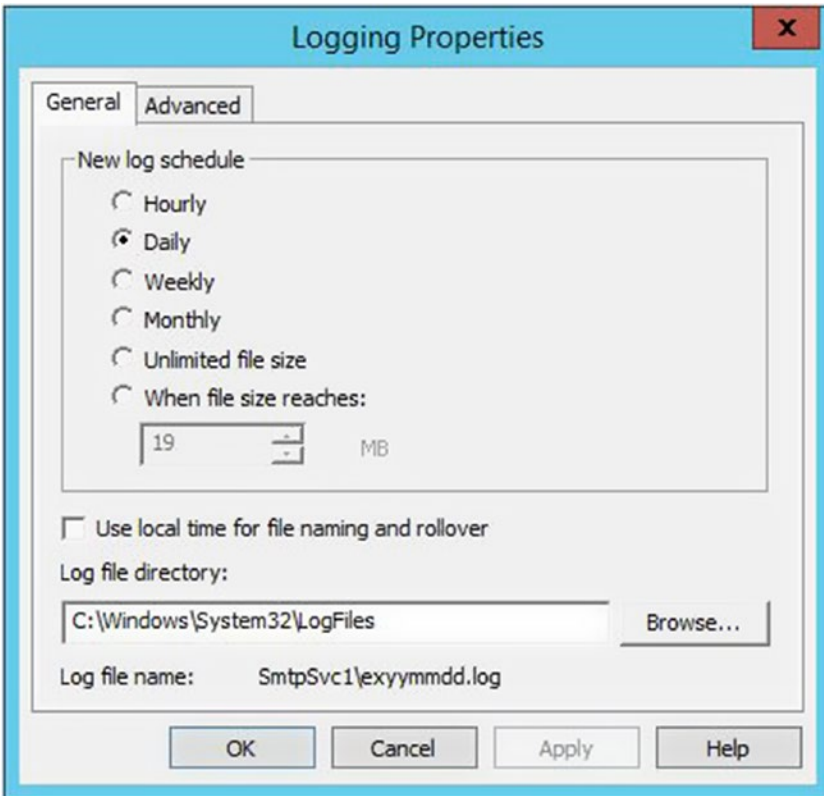 Logging Properties
x
General Advanced
New log schedule
Hourly
Daily
Weekly
Monthly
Unlimited file size
When file size reaches:
19 MB
Use local time for file naming and rollover
Log file directory:
C:\Windows\System32\LogFiles Browse...
Log file name: SmtpSvc1\exyymmdd.log
OK Cancel Apply Help